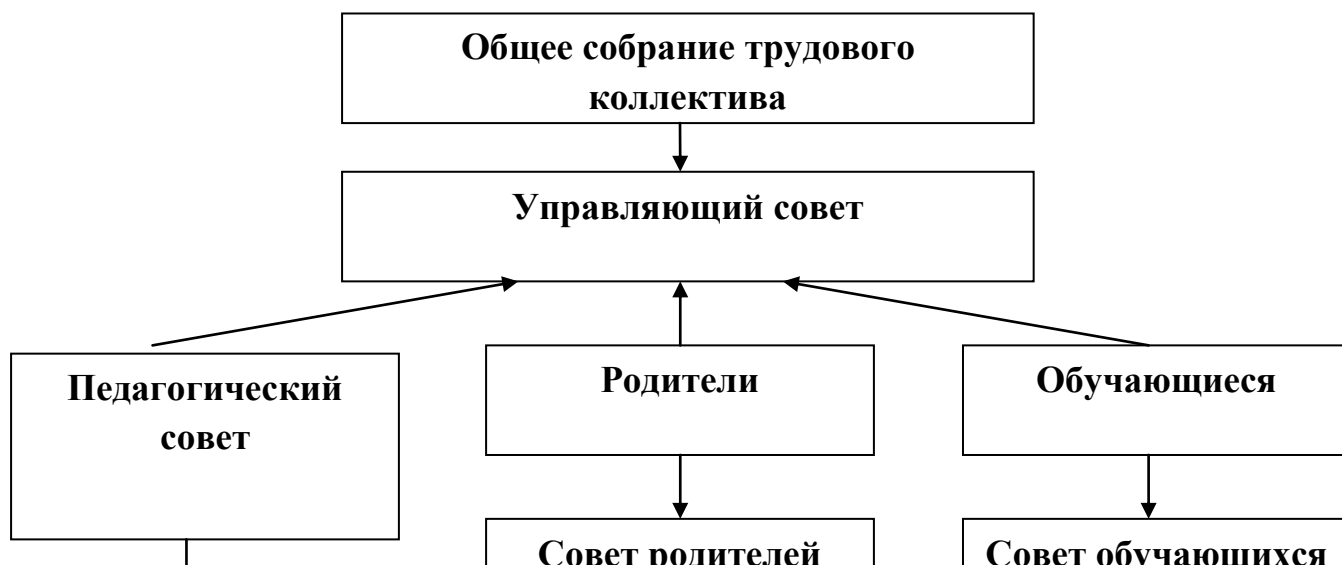 Общее собрание трудового
коллектива
Управляющий совет
Педагогический
совет
Родители
Обучающиеся
Совет родителей
Совет обучающихся